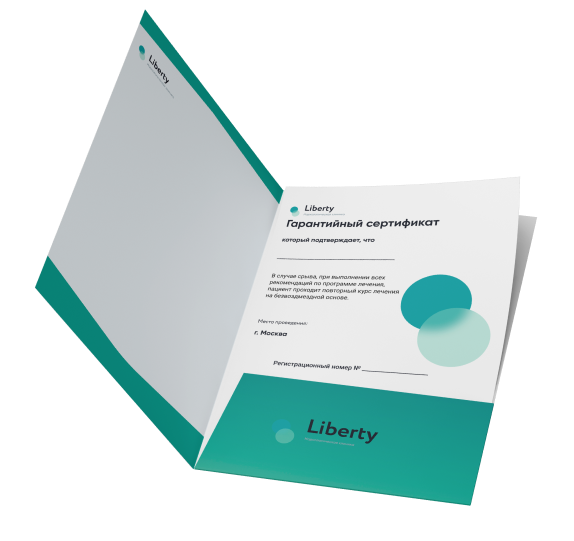 Liberty
Liberty
Гарантийный сертификат
который подтверждает, что
В случае срыва, при выполнении всех
рекомендаций по программе лечения,
пациент проходит повторный курс лечения
на безвозмездной основе.
Место проведения:
г. Москва
Регистрационный номер №
Liberty